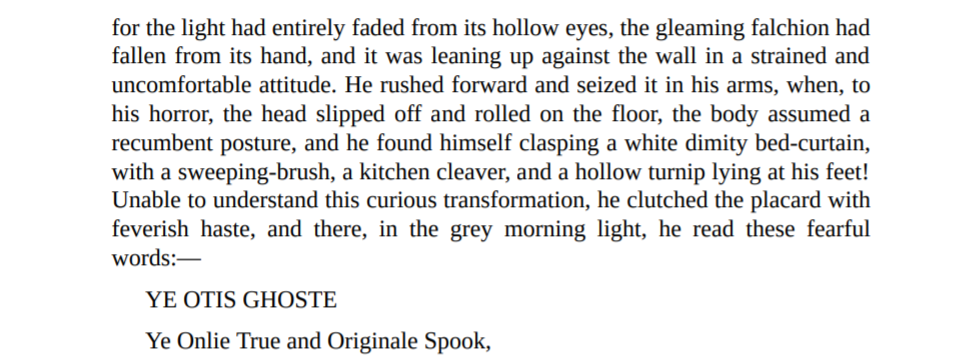 for the light had entirely faded from its hollow eyes, the gleaming falchion had
fallen from its hand, and it was leaning up against the wall in a strained and
uncomfortable attitude. He rushed forward and seized it in his arms, when, to
his horror, the head slipped off and rolled on the floor, the body assumed a
recumbent posture, and he found himself clasping a white dimity bed-curtain,
with a sweeping-brush, a kitchen cleaver, and a hollow turnip lying at his feet!
Unable to understand this curious transformation, he clutched the placard with
feverish haste, and there, in the grey morning light, he read these fearful
words:—
YE OTIS GHOSTE
Ye Onlie True and Originale Spook,